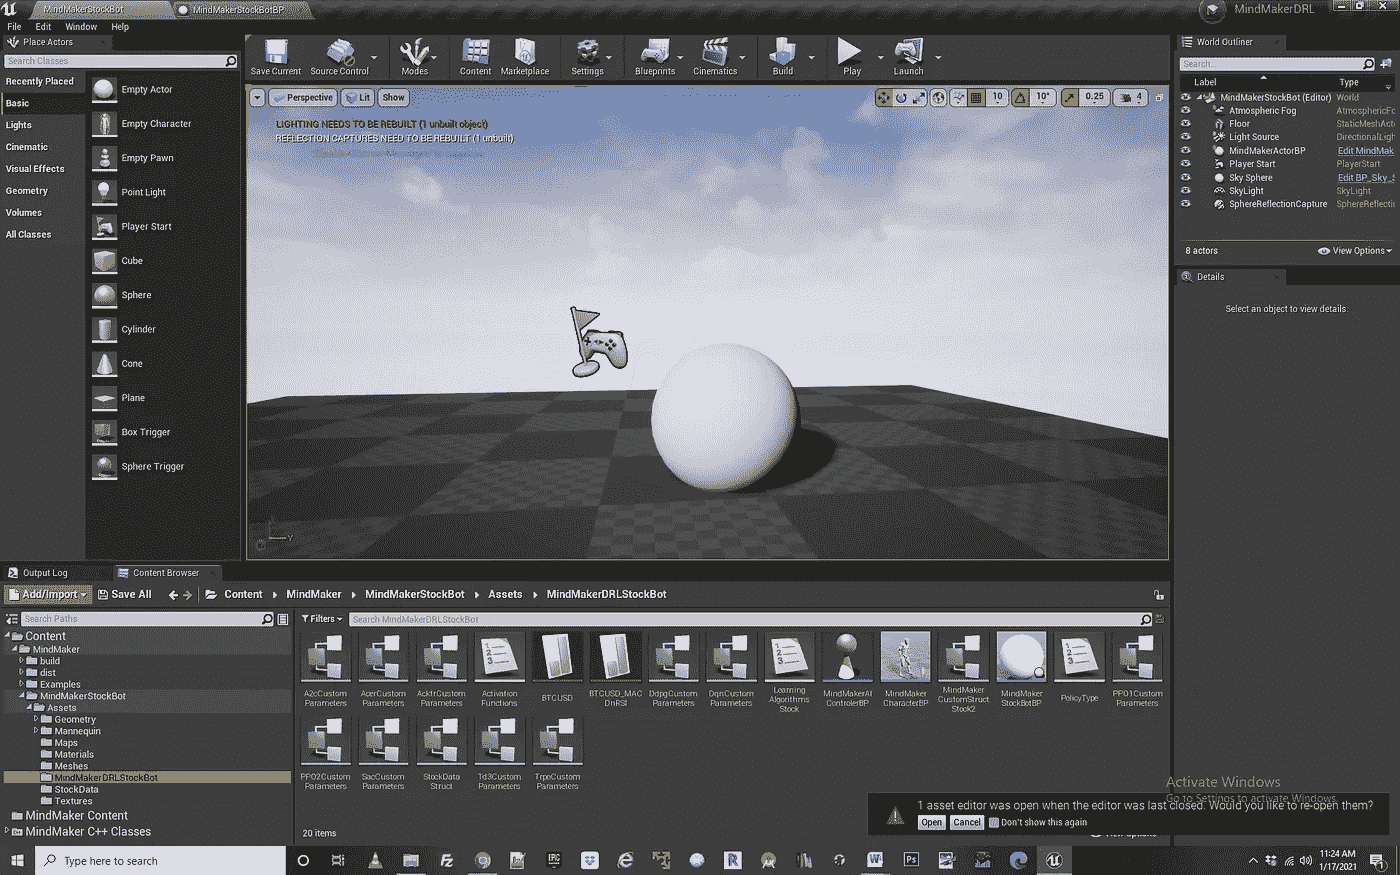 MindMakerStockBot
MindMakerStockBotBP
MindMakerDRL
File Edit Window Help
Place Actors
Search Classes
Recently Placed
Basic
Lights
Cinematic
Visual Effects
Geometry
Volumes
All Classes
Empty Actor
Empty Character
Empty Pawn
Point Light
Player Start
Cube
Sphere
Cylinder
Cone
Plane
Box Trigger
Sphere Trigger
Save Current
Source Control
Modes
Content
Marketplace
Settings
Blueprints
Cinematics
Build
Play
Launch
Perspective
Lit
Show
10
10°
0.25
4
LIGHTING NEEDS TO BE REBUILT (1 unbuilt object)
REFLECTION CAPTURES NEED TO BE REBUILT (1 unbuilt)
Y
World Outliner
Search...
Label Type
MindMakerStockBot (Editor) World
Atmospheric Fog AtmosphericFo
Floor StaticMeshActo
Light Source DirectionalLigh
MindMakerActorBP Edit MindMak
Player Start PlayerStart
Sky Sphere Edit BP_Sky_S
SkyLight SkyLight
SphereReflectionCapture SphereReflectio
8 actors
View Options
Details
Select an object to view details.
Output Log
Content Browser
Add/Import
Save All
Content MindMaker MindMakerStockBot Assets MindMakerDRLStockBot
Search Paths
Filters
Search MindMakerDRLStockBot
Content
MindMaker
build
dist
Examples
MindMakerStockBot
Assets
Geometry
Mannequin
Maps
Materials
Meshes
MindMakerDRLStockBot
StockData
Textures
MindMaker Content
MindMaker C++ Classes
A2cCustom
Parameters
AcerCustom
Parameters
AcktrCustom
Parameters
Activation
Functions
BTCUSD
BTCUSD_MAC
DnRSI
DdpgCustom
Parameters
DqnCustom
Parameters
Learning
Algorithms
Stock
MindMakerAI
ControlerBP
MindMaker
CharacterBP
MindMaker
CustomStruct
Stock2
MindMaker
StockBotBP
PolicyType
PPO1Custom
Parameters
PPO2Custom
Parameters
SacCustom
Parameters
StockData
Struct
Td3Custom
Parameters
TrpoCustom
Parameters
20 items
View Options
Activate Windows
Go to Settings to activate Windows.
1 asset editor was open when the editor was last closed. Would you like to re-open them?
Open
Cancel
Don't show this again
Type here to search
11:24 AM
1/17/2021